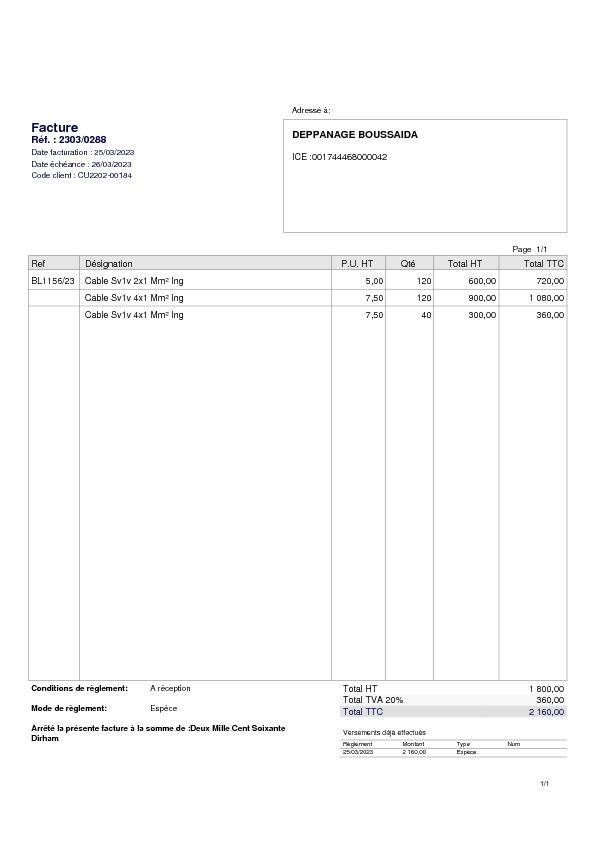 Adressé à:
Facture
Réf. : 2303/0288
Date facturation : 25/03/2023
Date échéance : 26/03/2023
Code client : CU2202-00184
DEPPANAGE BOUSSAIDA
ICE :001744468000042
Page 1/1
Ref Désignation P.U. HT Qté Total HT Total TTC
BL1156/23 Cable Sv1v 2x1 Mm² Ing 5,00 120 600,00 720,00
Cable Sv1v 4x1 Mm² Ing 7,50 120 900,00 1 080,00
Cable Sv1v 4x1 Mm² Ing 7,50 40 300,00 360,00
Conditions de règlement: A réception
Total HT 1 800,00
Total TVA 20% 360,00
Mode de règlement: Espèce
Total TTC 2 160,00
Arrêté la présente facture à la somme de :Deux Mille Cent Soixante
Dirham
Versements déjà effectués
Règlement Montant Type Num
25/03/2023 2 160,00 Espèce
1/1